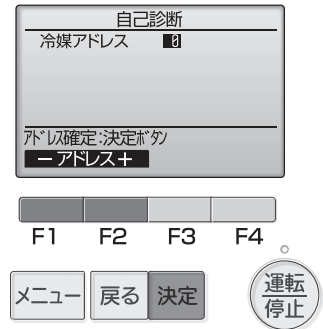 自己診断
冷媒アドレス 0
アドレス確定:決定ボタン
－ アドレス＋
F1 F2 F3 F4
メニュー 戻る 決定 運転
停止